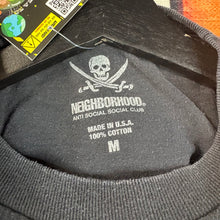 NEIGHBORHOOD®
ANTI SOCIAL SOCIAL CLUB
MADE IN U.S.A.
100% COTTON
M